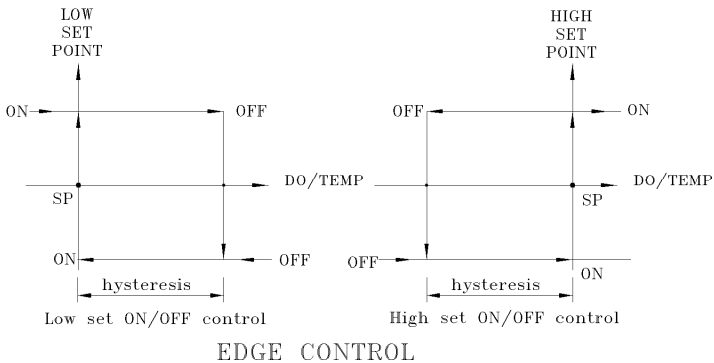 LOW
SET
POINT
HIGH
SET
POINT
ON
OFF
OFF
ON
DO/TEMP
DO/TEMP
SP
SP
ON
OFF
OFF
ON
hysteresis
hysteresis
Low set ON/OFF control
High set ON/OFF control
EDGE CONTROL